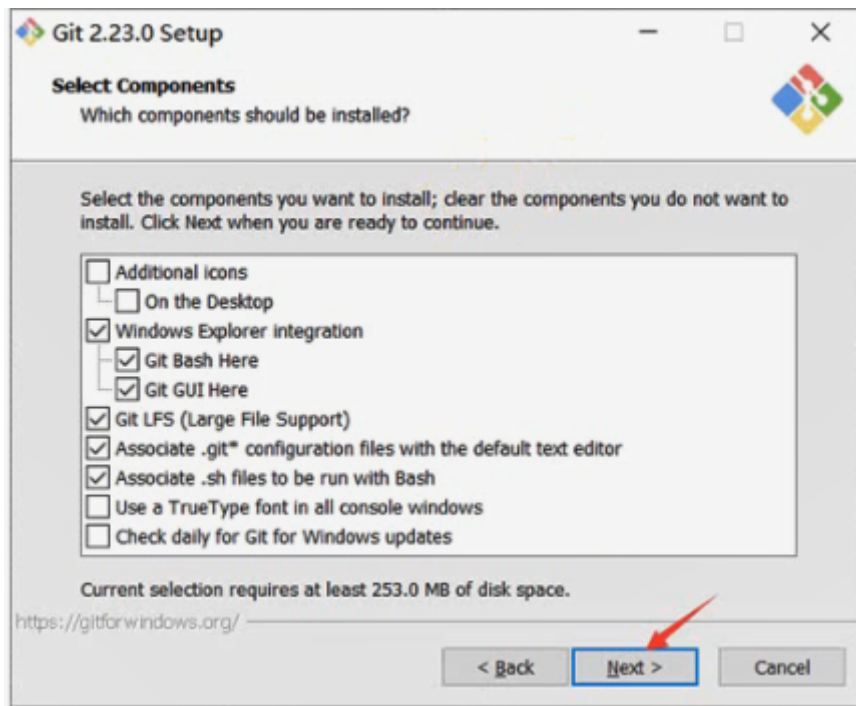 Git 2.23.0 Setup
Select Components
Which components should be installed?
Select the components you want to install; clear the components you do not want to
install. Click Next when you are ready to continue.
Additional icons
On the Desktop
Windows Explorer integration
Git Bash Here
Git GUI Here
Git LFS (Large File Support)
Associate .git* configuration files with the default text editor
Associate .sh files to be run with Bash
Use a TrueType font in all console windows
Check daily for Git for Windows updates
Current selection requires at least 253.0 MB of disk space.
https://gitforwindows.org/
< Back Next > Cancel